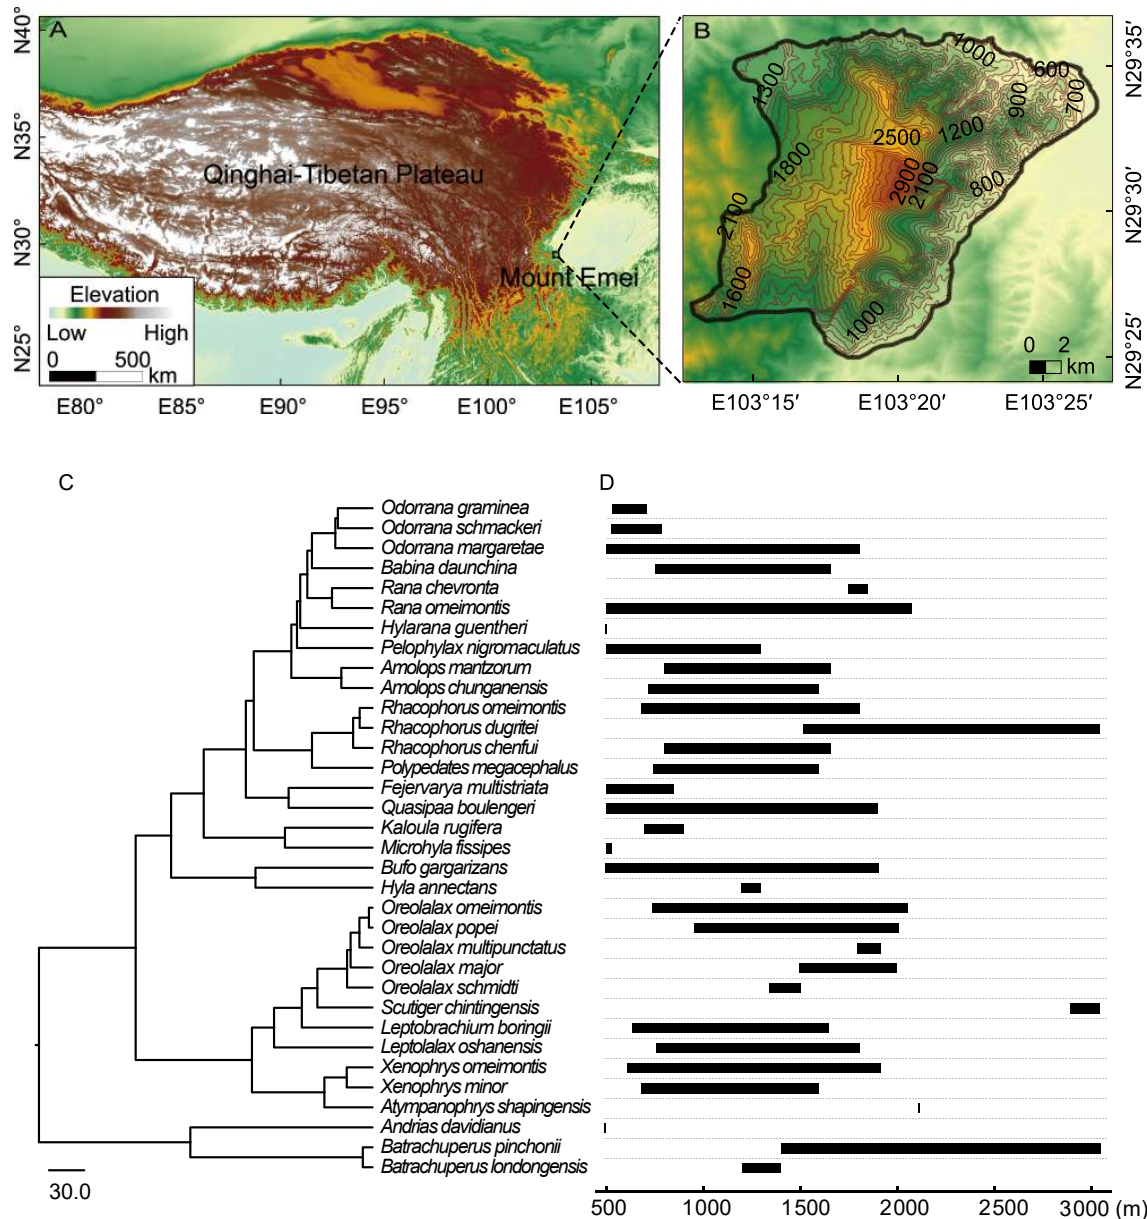 A
N40°
N35°
N30°
N25°
Qinghai-Tibetan Plateau
Mount Emei
Elevation
Low High
0 500
km
E80° E85° E90° E95° E100° E105°
B
1000
600
700
900
1300
1200
2500
1800
2900
2100
800
2100
1600
1000
0 2
km
N29°35′
N29°30′
N29°25′
E103°15′ E103°20′ E103°25′
C
D
Odorrana graminea
Odorrana schmackeri
Odorrana margaretae
Babina daunchina
Rana chevronta
Rana omeimontis
Hylarana guentheri
Pelophylax nigromaculatus
Amolops mantzorum
Amolops chunganensis
Rhacophorus omeimontis
Rhacophorus dugritei
Rhacophorus chenfui
Polypedates megacephalus
Fejervarya multistriata
Quasipaa boulengeri
Kaloula rugifera
Microhyla fissipes
Bufo gargarizans
Hyla annectans
Oreolalax omeimontis
Oreolalax popei
Oreolalax multipunctatus
Oreolalax major
Oreolalax schmidti
Scutiger chintingensis
Leptobrachium boringii
Leptolalax oshanensis
Xenophrys omeimontis
Xenophrys minor
Atympanophrys shapingensis
Andrias davidianus
Batrachuperus pinchonii
Batrachuperus londongensis
30.0
500 1000 1500 2000 2500 3000 (m)